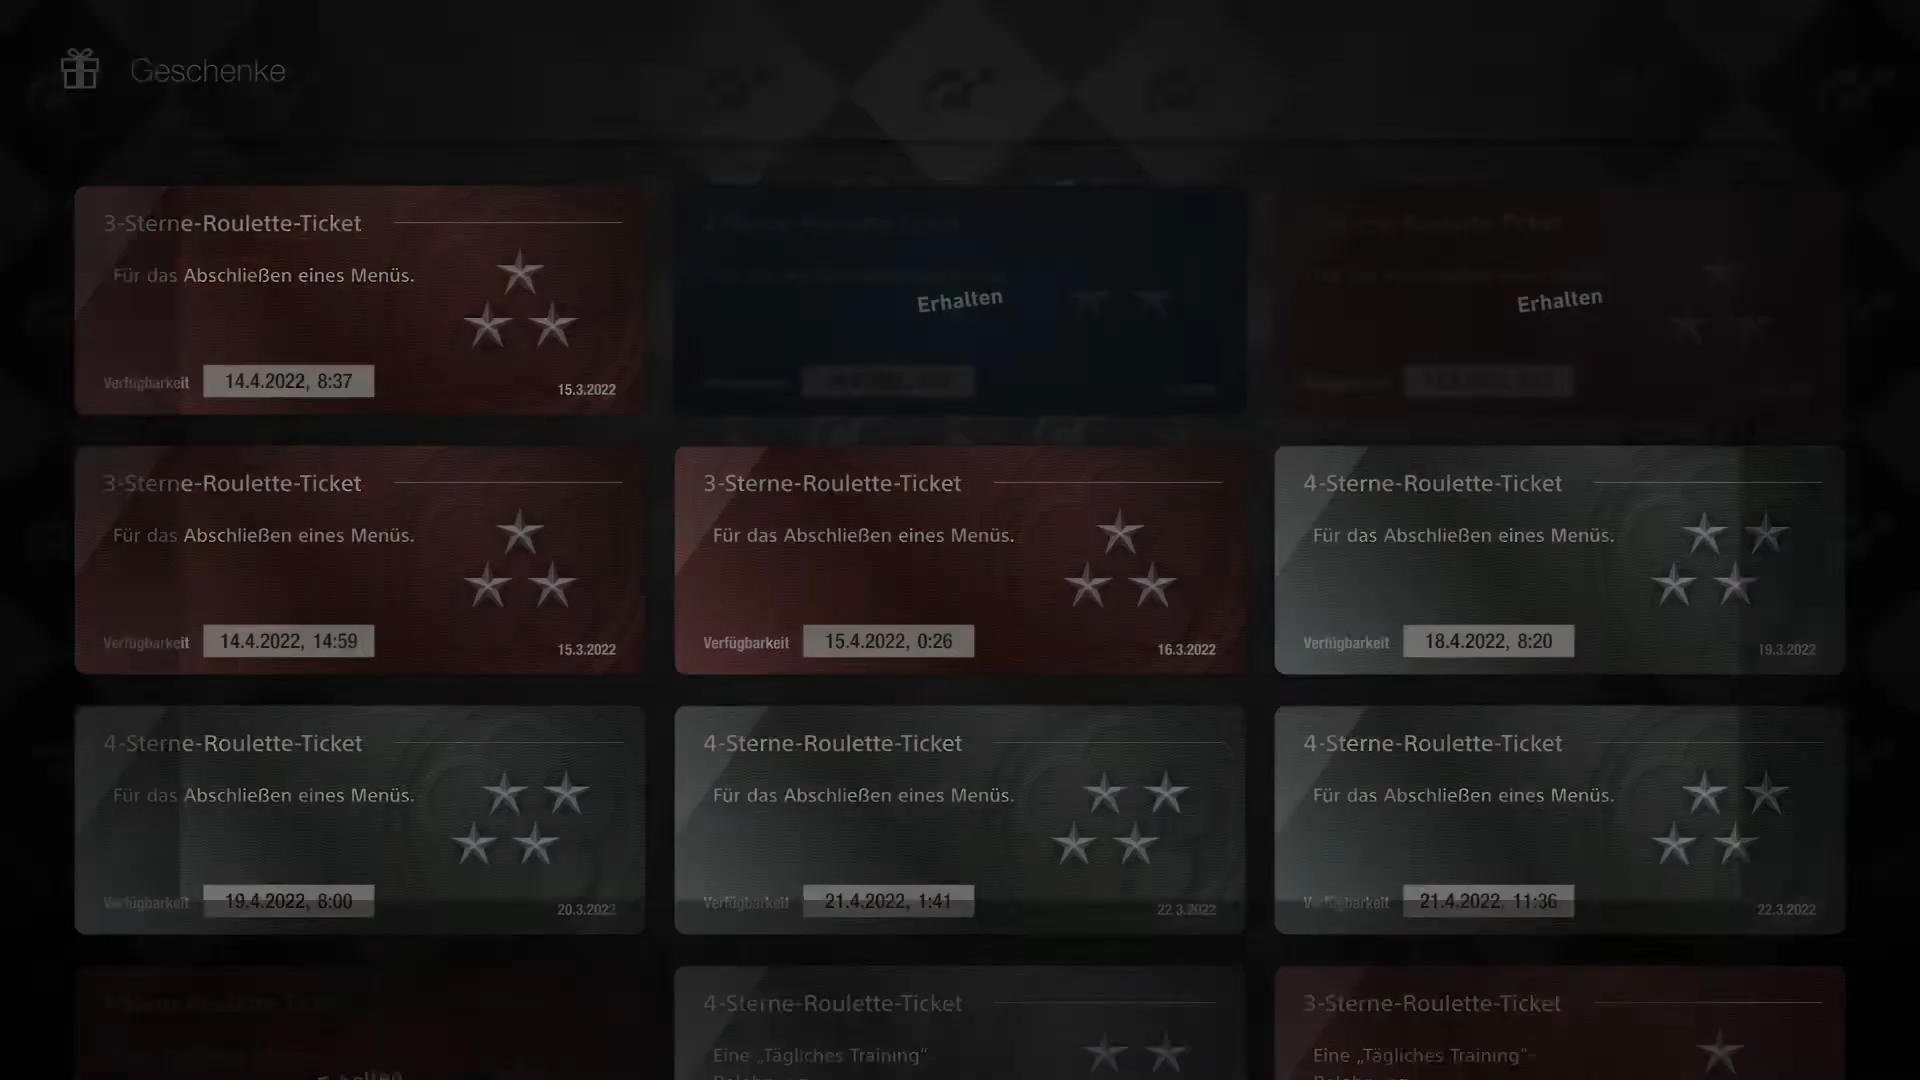 Geschenke
3-Sterne-Roulette-Ticket
Für das Abschließen eines Menüs.
Verfügbarkeit 14.4.2022, 8:37 15.3.2022
Erhalten
Erhalten
3-Sterne-Roulette-Ticket
Für das Abschließen eines Menüs.
Verfügbarkeit 14.4.2022, 14:59 15.3.2022
3-Sterne-Roulette-Ticket
Für das Abschließen eines Menüs.
Verfügbarkeit 15.4.2022, 0:26 16.3.2022
4-Sterne-Roulette-Ticket
Für das Abschließen eines Menüs.
Verfügbarkeit 18.4.2022, 8:20 19.3.2022
4-Sterne-Roulette-Ticket
Für das Abschließen eines Menüs.
Verfügbarkeit 19.4.2022, 8:00 20.3.2022
4-Sterne-Roulette-Ticket
Für das Abschließen eines Menüs.
Verfügbarkeit 21.4.2022, 1:41 22.3.2022
4-Sterne-Roulette-Ticket
Für das Abschließen eines Menüs.
Verfügbarkeit 21.4.2022, 11:36 22.3.2022
4-Sterne-Roulette-Ticket
Eine „Tägliches Training“-
3-Sterne-Roulette-Ticket
Eine „Tägliches Training“-